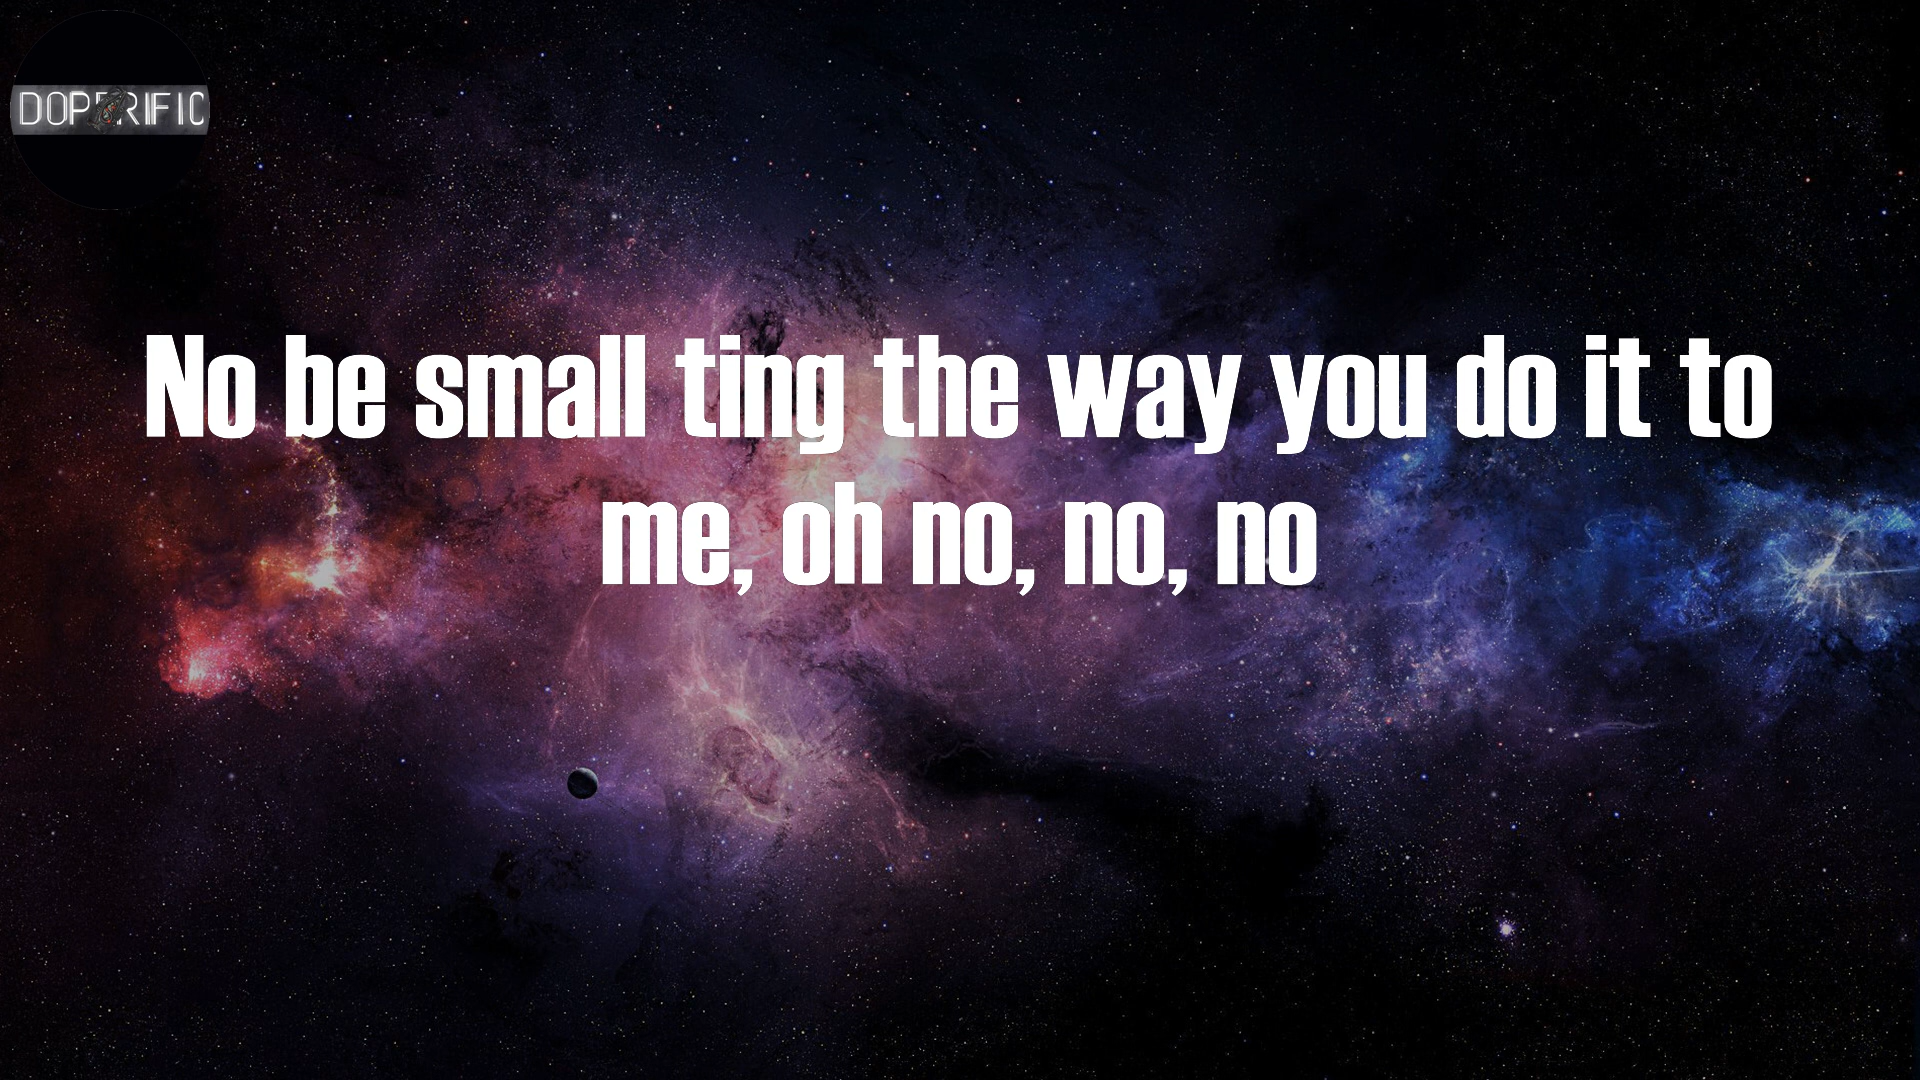 DOPERIFIC
No be small ting the way you do it to
me, oh no, no, no